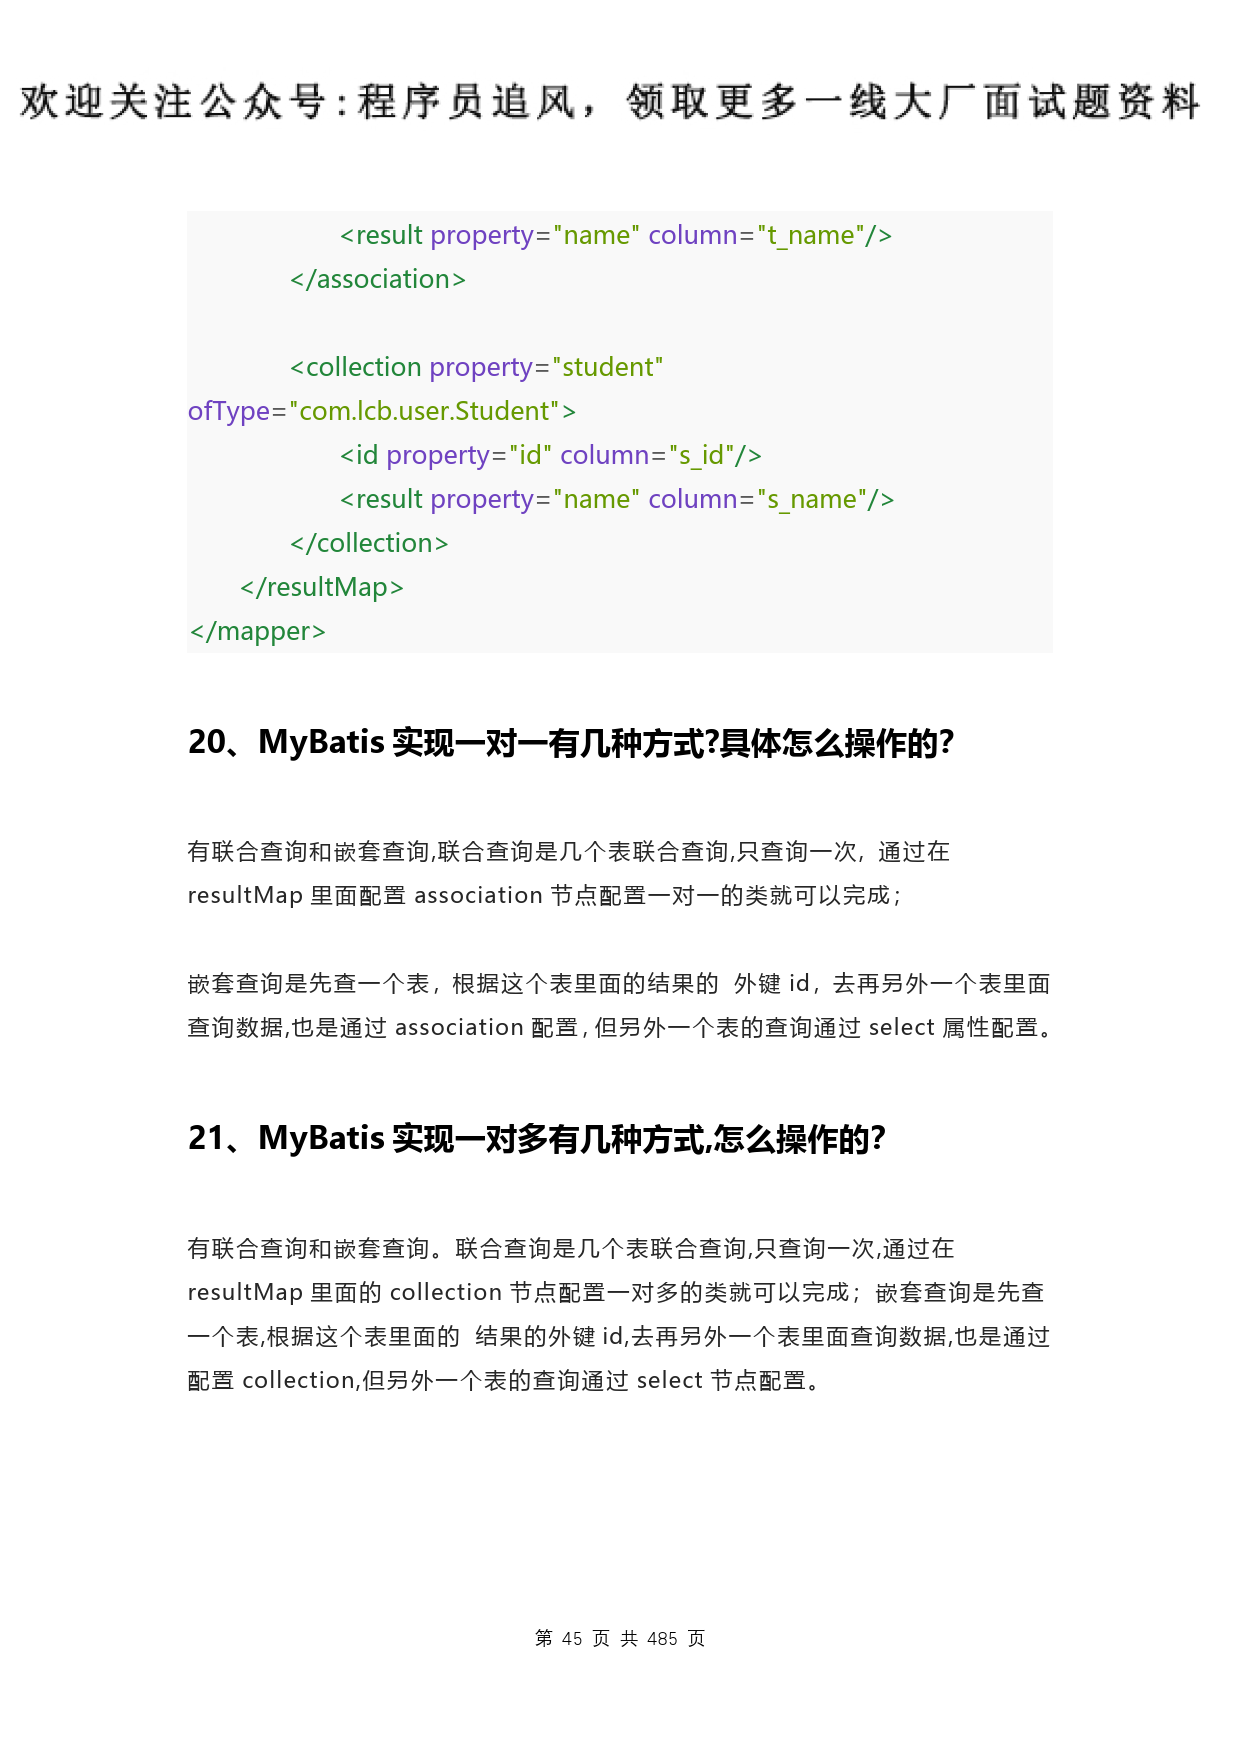 欢迎关注公众号:程序员追风，领取更多一线大厂面试题资料
<result property="name" column="t_name"/>
</association>
<collection property="student"
ofType="com.lcb.user.Student">
<id property="id" column="s_id"/>
<result property="name" column="s_name"/>
</collection>
</resultMap>
</mapper>
20、MyBatis 实现一对一有几种方式?具体怎么操作的？
有联合查询和嵌套查询,联合查询是几个表联合查询,只查询一次, 通过在
resultMap 里面配置 association 节点配置一对一的类就可以完成；
嵌套查询是先查一个表，根据这个表里面的结果的 外键 id，去再另外一个表里面
查询数据,也是通过 association 配置，但另外一个表的查询通过 select 属性配置。
21、MyBatis 实现一对多有几种方式,怎么操作的？
有联合查询和嵌套查询。联合查询是几个表联合查询,只查询一次,通过在
resultMap 里面的 collection 节点配置一对多的类就可以完成；嵌套查询是先查
一个表,根据这个表里面的 结果的外键 id,去再另外一个表里面查询数据,也是通过
配置 collection,但另外一个表的查询通过 select 节点配置。
第 45 页 共 485 页